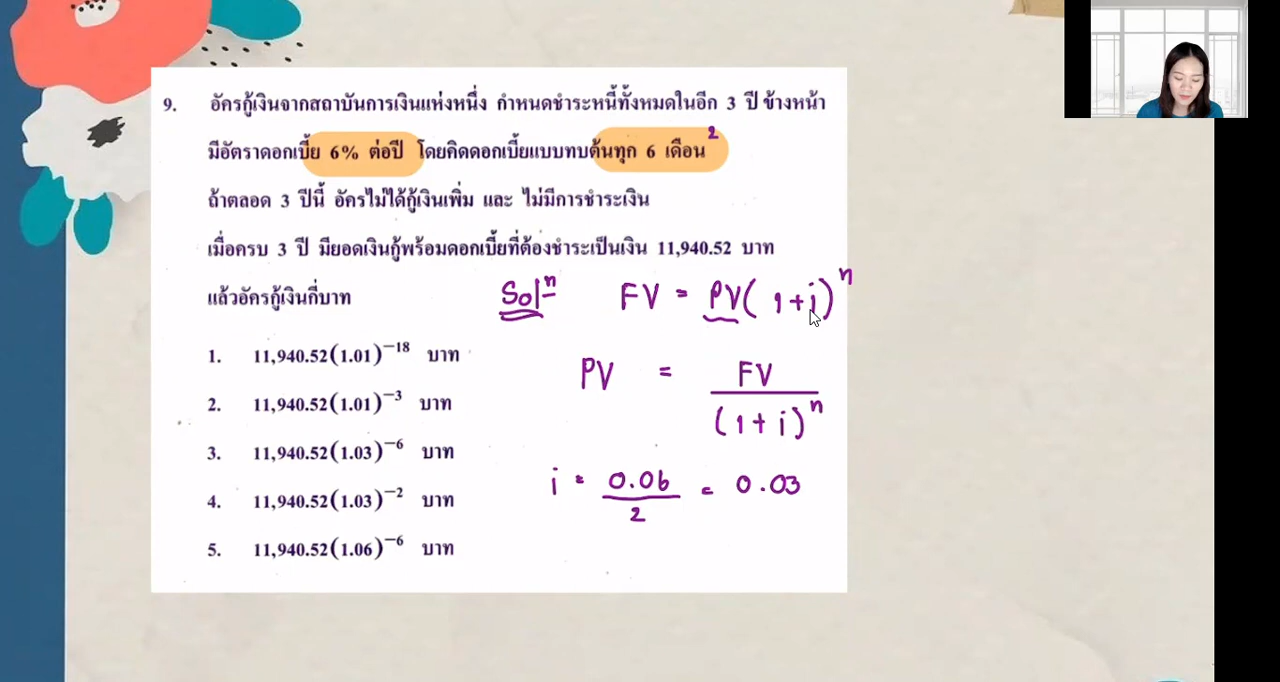 9. อัครกู้เงินจากสถาบันการเงินแห่งหนึ่ง กำหนดชำระหนี้ทั้งหมดในอีก 3 ปี ข้างหน้า
มีอัตราดอกเบี้ย 6% ต่อปี โดยคิดดอกเบี้ยแบบทบต้นทุก 6 เดือน 2
ถ้าตลอด 3 ปีนี้ อัครไม่ได้กู้เงินเพิ่ม และ ไม่มีการชำระเงิน
เมื่อครบ 3 ปี มียอดเงินกู้พร้อมดอกเบี้ยที่ต้องชำระเป็นเงิน 11,940.52 บาท
แล้วอัครกู้เงินกี่บาท
Solⁿ FV = PV(1+i)ⁿ
1. 11,940.52(1.01)⁻¹⁸ บาท
2. 11,940.52(1.01)⁻³ บาท
3. 11,940.52(1.03)⁻⁶ บาท
4. 11,940.52(1.03)⁻² บาท
5. 11,940.52(1.06)⁻⁶ บาท
PV = FV
(1+i)ⁿ
i = 0.06 = 0.03
2